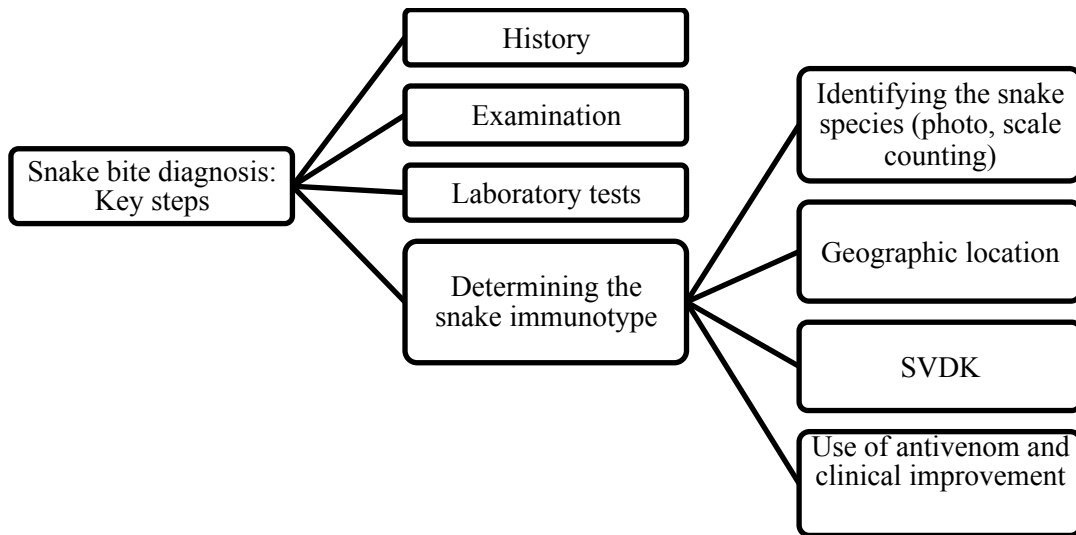 Snake bite diagnosis:
Key steps
History
Examination
Laboratory tests
Determining the
snake immunotype
Identifying the snake
species (photo, scale
counting)
Geographic location
SVDK
Use of antivenom and
clinical improvement